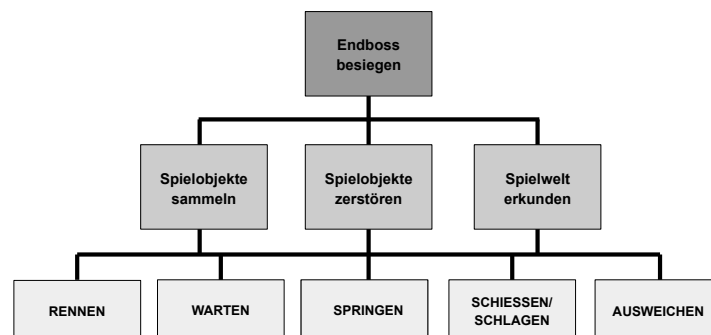 Endboss
besiegen
Spielobjekte
sammeln
Spielobjekte
zerstören
Spielwelt
erkunden
RENNEN
WARTEN
SPRINGEN
SCHIESSEN/
SCHLAGEN
AUSWEICHEN